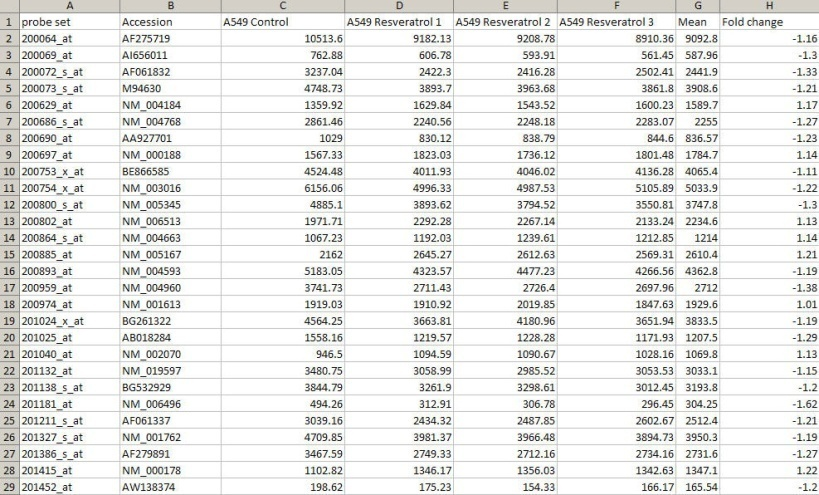 A B C D E F G H
1 probe set Accession A549 Control A549 Resveratrol 1 A549 Resveratrol 2 A549 Resveratrol 3 Mean Fold change
2 200064_at AF275719 10513.6 9182.13 9208.78 8910.36 9092.8 -1.16
3 200069_at AI656011 762.88 606.78 593.91 561.45 587.96 -1.3
4 200072_s_at AF061832 3237.04 2422.3 2416.28 2502.41 2441.9 -1.33
5 200073_s_at M94630 4748.73 3893.7 3963.68 3861.8 3908.6 -1.21
6 200629_at NM_004184 1359.92 1629.84 1543.52 1600.23 1589.7 1.17
7 200686_s_at NM_004768 2861.46 2240.56 2248.18 2283.07 2255 -1.27
8 200690_at AA927701 1029 830.12 838.79 844.6 836.57 -1.23
9 200697_at NM_000188 1567.33 1823.03 1736.12 1801.48 1784.7 1.14
10 200753_x_at BE866585 4524.48 4011.93 4046.02 4136.28 4065.4 -1.11
11 200754_x_at NM_003016 6156.06 4996.33 4987.53 5105.89 5033.9 -1.22
12 200800_s_at NM_005345 4885.1 3893.62 3794.52 3550.81 3747.8 -1.3
13 200802_at NM_006513 1971.71 2292.28 2267.14 2133.24 2234.6 1.13
14 200864_s_at NM_004663 1067.23 1192.03 1239.61 1212.85 1214 1.14
15 200885_at NM_005167 2162 2645.27 2612.63 2569.31 2610.4 1.21
16 200893_at NM_004593 5183.05 4323.57 4477.23 4266.56 4362.8 -1.19
17 200959_at NM_004960 3741.73 2711.43 2726.4 2697.96 2712 -1.38
18 200974_at NM_001613 1919.03 1910.92 2019.85 1847.63 1929.6 1.01
19 201024_x_at BG261322 4564.25 3663.81 4180.96 3651.94 3833.5 -1.19
20 201025_at AB018284 1558.16 1219.57 1228.28 1171.93 1207.5 -1.29
21 201040_at NM_002070 946.5 1094.59 1090.67 1028.16 1069.8 1.13
22 201132_at NM_019597 3480.75 3058.99 2985.52 3053.53 3033.1 -1.15
23 201138_s_at BG532929 3844.79 3261.9 3298.61 3012.45 3193.8 -1.2
24 201181_at NM_006496 494.26 312.91 306.78 296.45 304.25 -1.62
25 201211_s_at AF061337 3039.16 2434.32 2487.85 2602.67 2512.4 -1.21
26 201327_s_at NM_001762 4709.85 3981.37 3966.48 3894.73 3950.3 -1.19
27 201386_s_at AF279891 3467.59 2749.33 2712.16 2734.16 2731.6 -1.27
28 201415_at NM_000178 1102.82 1346.17 1356.03 1342.63 1347.1 1.22
29 201452_at AW138374 198.62 175.23 154.33 166.17 165.54 -1.2